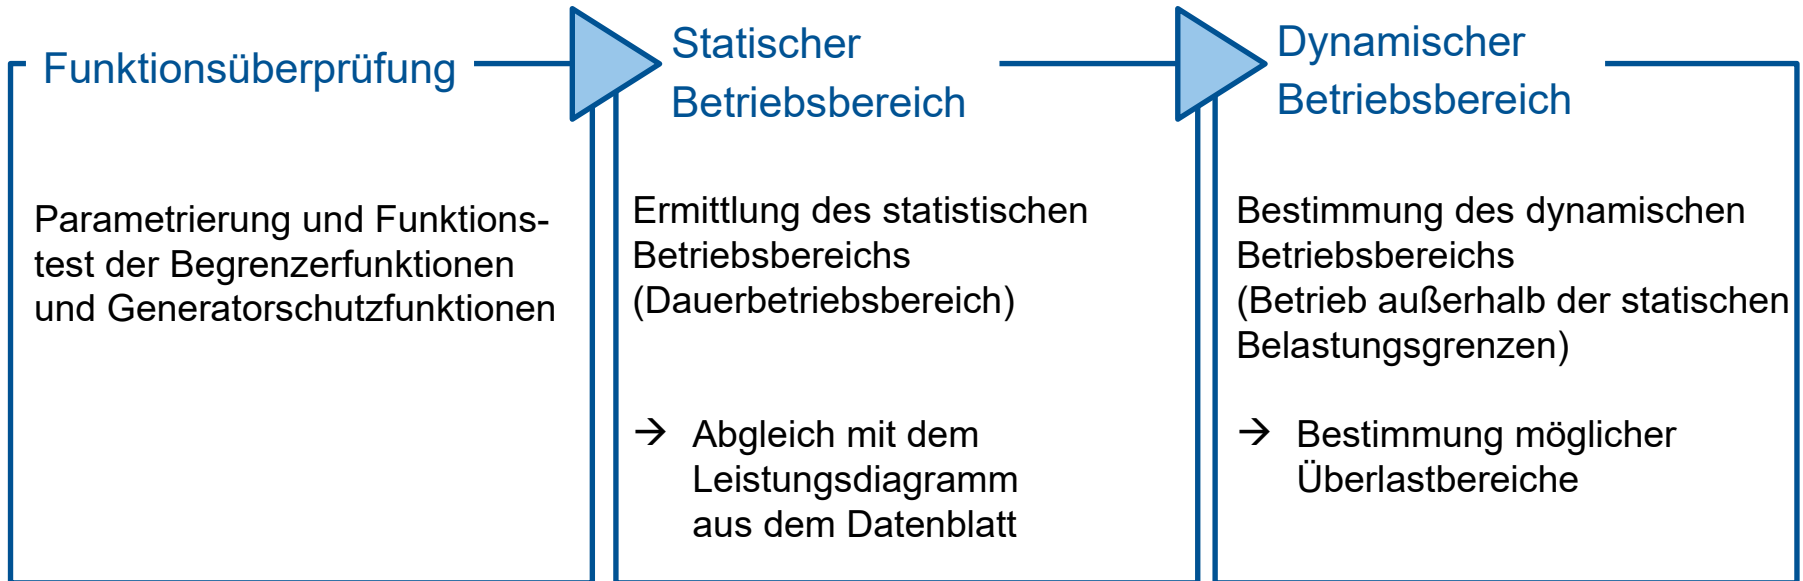 Funktionsüberprüfung
Parametrierung und Funktions-
test der Begrenzerfunktionen
und Generatorschutzfunktionen
Statischer
Betriebsbereich
Ermittlung des statistischen
Betriebsbereichs
(Dauerbetriebsbereich)
→ Abgleich mit dem
Leistungsdiagramm
aus dem Datenblatt
Dynamischer
Betriebsbereich
Bestimmung des dynamischen
Betriebsbereichs
(Betrieb außerhalb der statischen
Belastungsgrenzen)
→ Bestimmung möglicher
Überlastbereiche